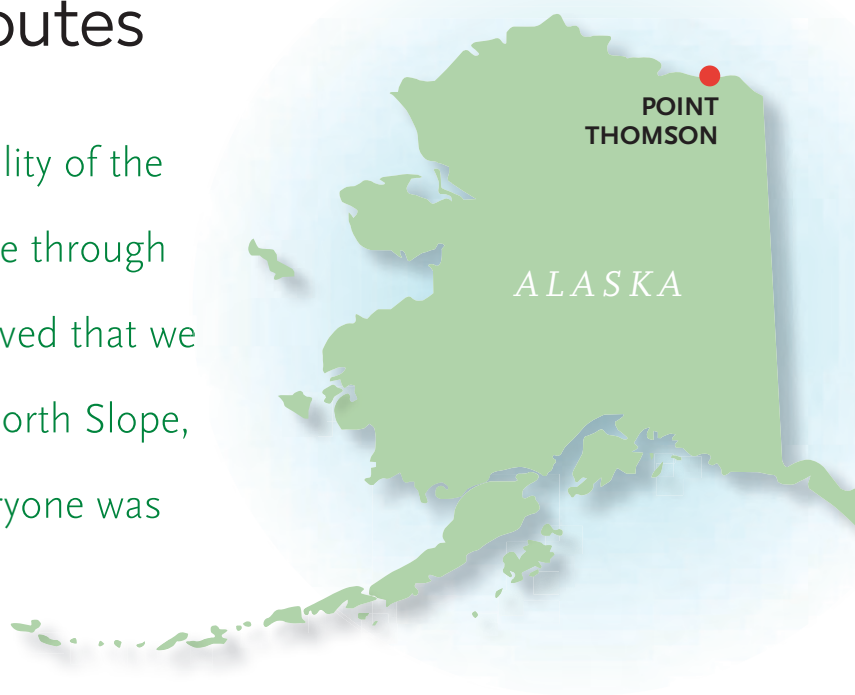 outes
lity of the
e through
ved that we
orth Slope,
ryone was
POINT
THOMSON
ALASKA